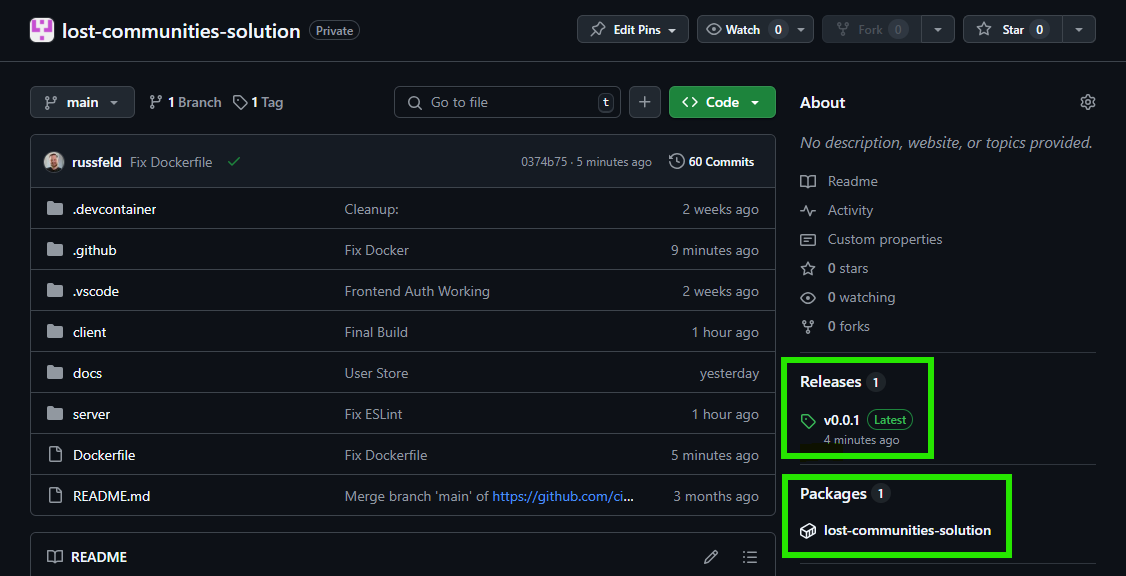 lost-communities-solution Private Edit Pins Watch 0 Fork 0 Star 0
main 1 Branch 1 Tag Go to file t Code
russfeld Fix Dockerfile 0374b75 · 5 minutes ago 60 Commits
.devcontainer Cleanup: 2 weeks ago
.github Fix Docker 9 minutes ago
.vscode Frontend Auth Working 2 weeks ago
client Final Build 1 hour ago
docs User Store yesterday
server Fix ESLint 1 hour ago
Dockerfile Fix Dockerfile 5 minutes ago
README.md Merge branch 'main' of https://github.com/ci... 3 months ago
README
About
No description, website, or topics provided.
Readme
Activity
Custom properties
0 stars
0 watching
0 forks
Releases 1
v0.0.1 Latest
4 minutes ago
Packages 1
lost-communities-solution